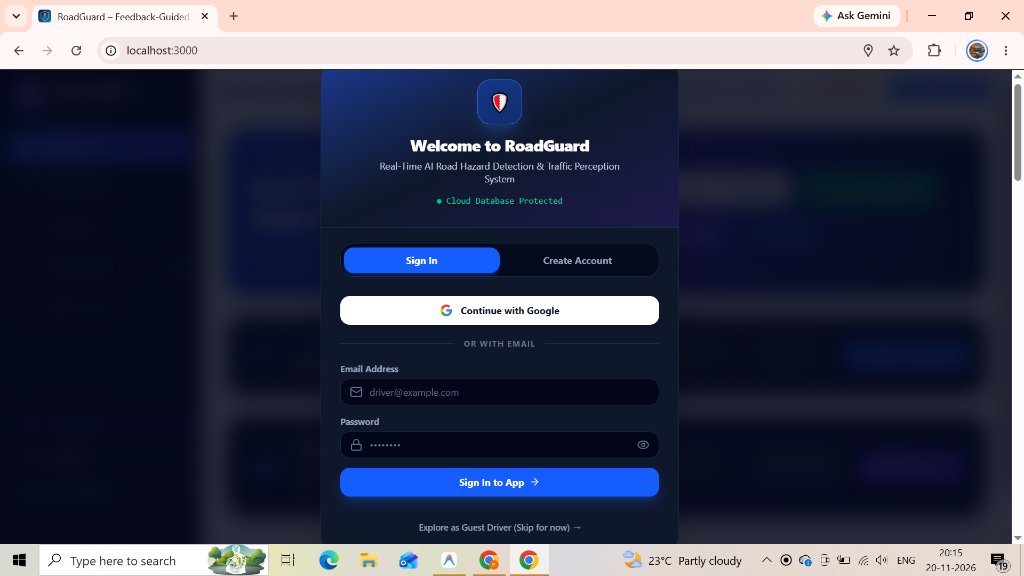 RoadGuard – Feedback-Guided
Ask Gemini
localhost:3000
Welcome to RoadGuard
Real-Time AI Road Hazard Detection & Traffic Perception
System
● Cloud Database Protected
Sign In
Create Account
Continue with Google
OR WITH EMAIL
Email Address
driver@example.com
Password
••••••••
Sign In to App →
Explore as Guest Driver (Skip for now) →
Type here to search
23°C Partly cloudy
ENG
20:15
20-11-2026
19